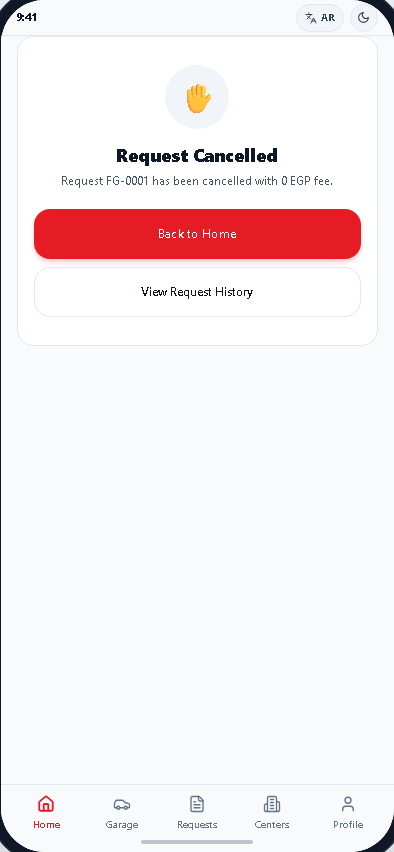 9:41
AR
Request Cancelled
Request FG-0001 has been cancelled with 0 EGP fee.
Back to Home
View Request History
Home
Garage
Requests
Centers
Profile